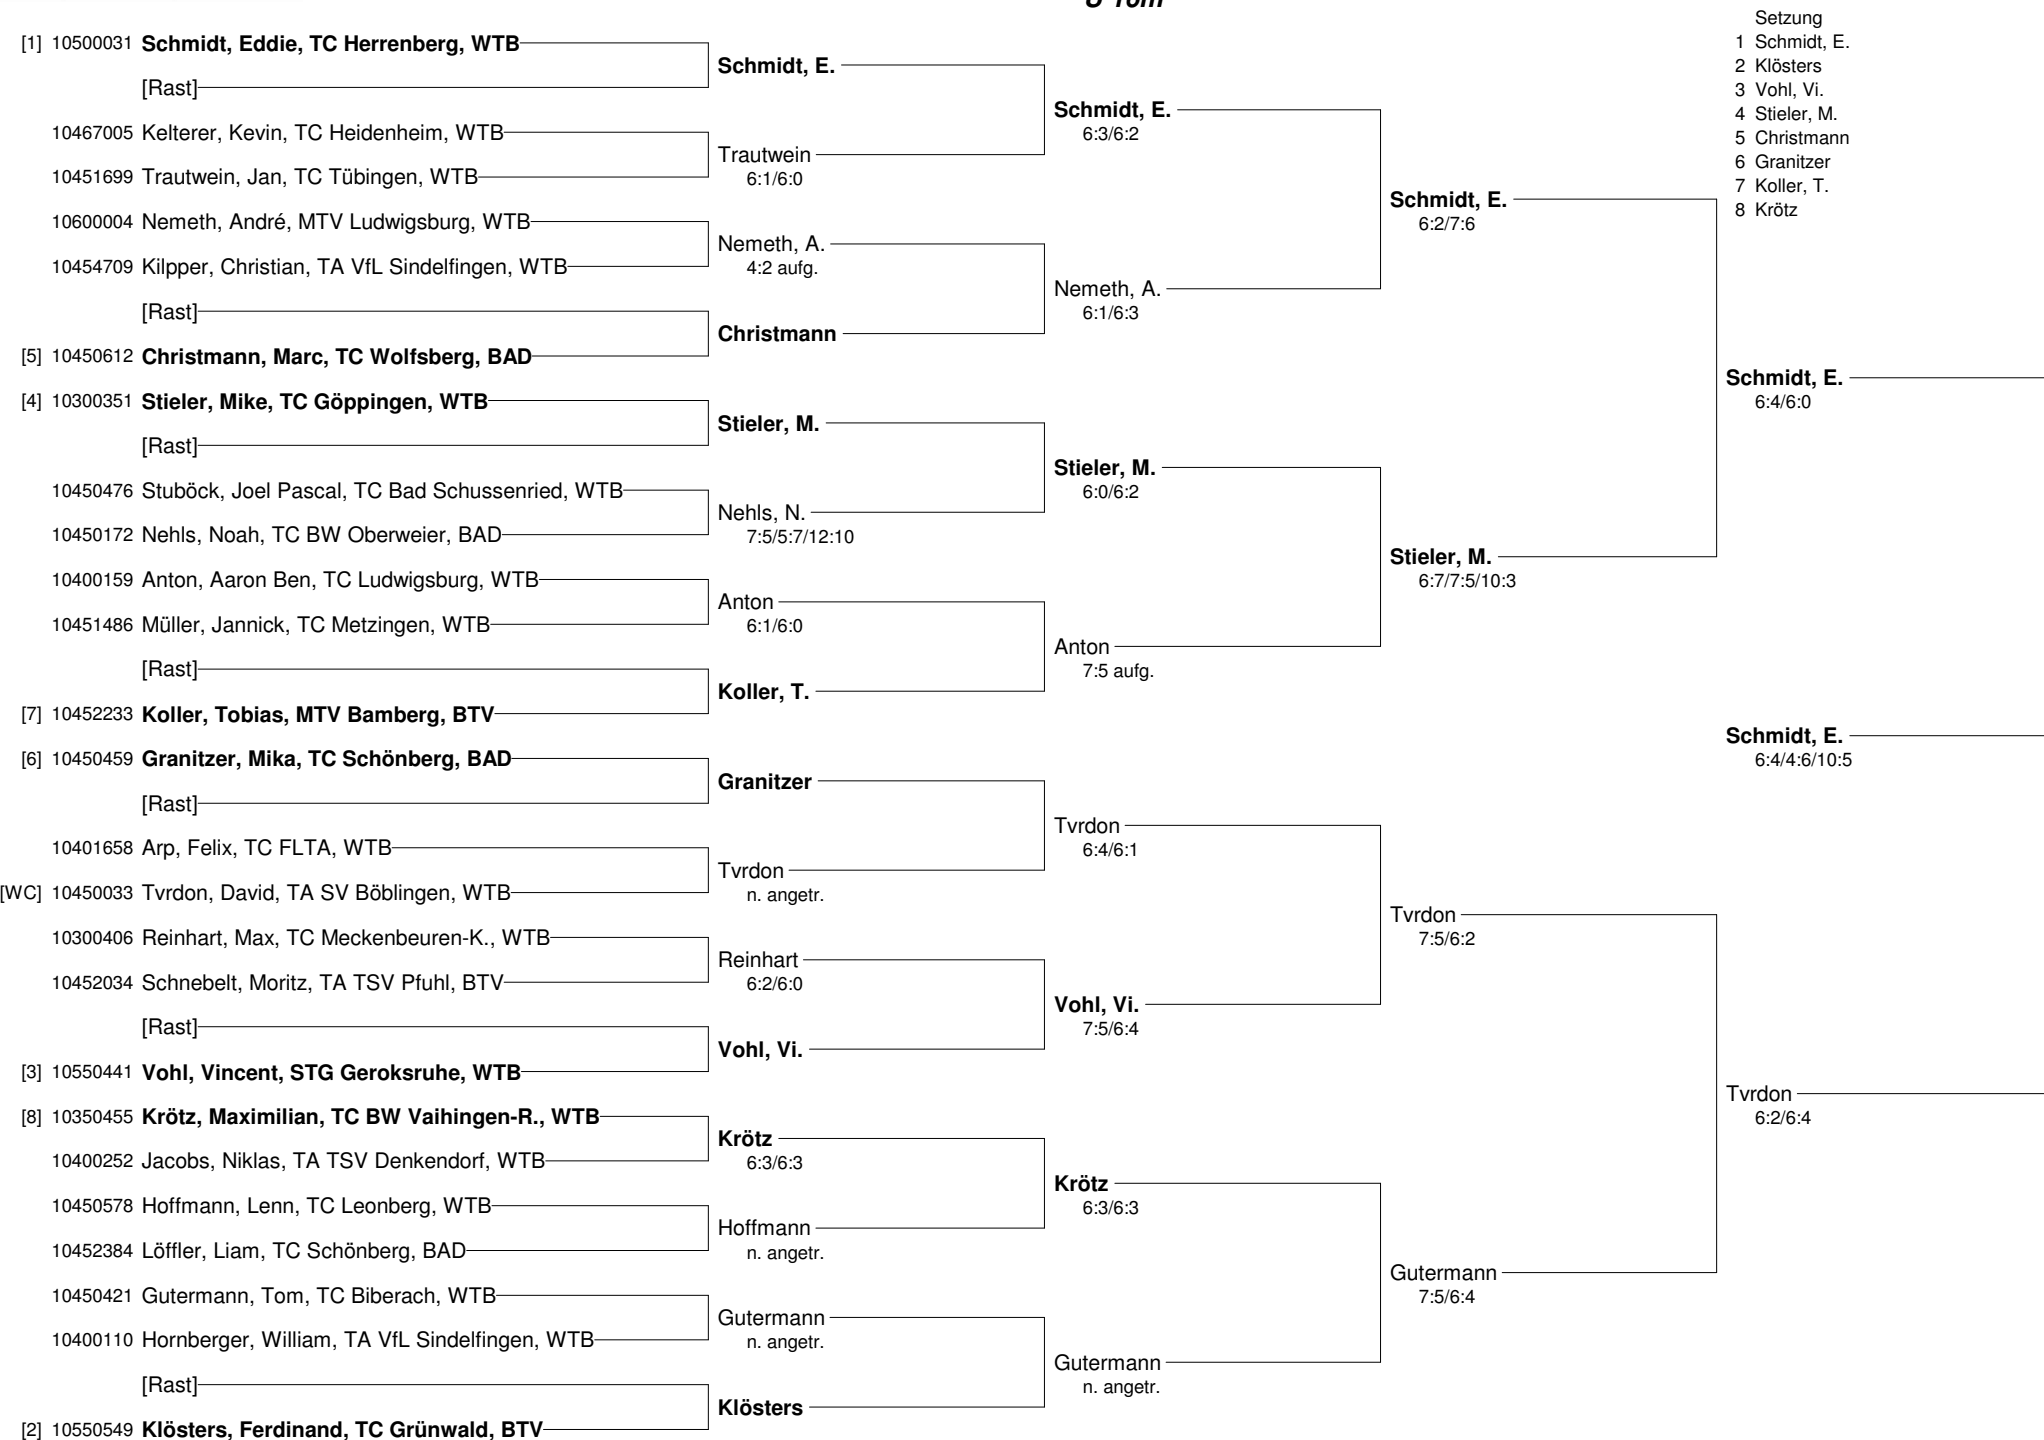 U 16m
Setzung
1 Schmidt, E.
2 Klösters
3 Vohl, Vi.
4 Stieler, M.
5 Christmann
6 Granitzer
7 Koller, T.
8 Krötz
[1] 10500031 Schmidt, Eddie, TC Herrenberg, WTB
[Rast]
10467005 Kelterer, Kevin, TC Heidenheim, WTB
10451699 Trautwein, Jan, TC Tübingen, WTB
10600004 Nemeth, André, MTV Ludwigsburg, WTB
10454709 Kilpper, Christian, TA VfL Sindelfingen, WTB
[Rast]
[5] 10450612 Christmann, Marc, TC Wolfsberg, BAD
[4] 10300351 Stieler, Mike, TC Göppingen, WTB
[Rast]
10450476 Stuböck, Joel Pascal, TC Bad Schussenried, WTB
10450172 Nehls, Noah, TC BW Oberweier, BAD
10400159 Anton, Aaron Ben, TC Ludwigsburg, WTB
10451486 Müller, Jannick, TC Metzingen, WTB
[Rast]
[7] 10452233 Koller, Tobias, MTV Bamberg, BTV
[6] 10450459 Granitzer, Mika, TC Schönberg, BAD
[Rast]
10401658 Arp, Felix, TC FLTA, WTB
[WC] 10450033 Tvrdon, David, TA SV Böblingen, WTB
10300406 Reinhart, Max, TC Meckenbeuren-K., WTB
10452034 Schnebelt, Moritz, TA TSV Pfuhl, BTV
[Rast]
[3] 10550441 Vohl, Vincent, STG Geroksruhe, WTB
[8] 10350455 Krötz, Maximilian, TC BW Vaihingen-R., WTB
10400252 Jacobs, Niklas, TA TSV Denkendorf, WTB
10450578 Hoffmann, Lenn, TC Leonberg, WTB
10452384 Löffler, Liam, TC Schönberg, BAD
10450421 Gutermann, Tom, TC Biberach, WTB
10400110 Hornberger, William, TA VfL Sindelfingen, WTB
[Rast]
[2] 10550549 Klösters, Ferdinand, TC Grünwald, BTV
Schmidt, E.
Trautwein
6:1/6:0
Nemeth, A.
4:2 aufg.
Christmann
Stieler, M.
Nehls, N.
7:5/5:7/12:10
Anton
6:1/6:0
Koller, T.
Granitzer
Tvrdon
n. angetr.
Reinhart
6:2/6:0
Vohl, Vi.
Krötz
6:3/6:3
Hoffmann
n. angetr.
Gutermann
n. angetr.
Klösters
Schmidt, E.
6:3/6:2
Nemeth, A.
6:1/6:3
Stieler, M.
6:0/6:2
Anton
7:5 aufg.
Tvrdon
6:4/6:1
Vohl, Vi.
7:5/6:4
Krötz
6:3/6:3
Gutermann
n. angetr.
Schmidt, E.
6:2/7:6
Stieler, M.
6:7/7:5/10:3
Tvrdon
7:5/6:2
Gutermann
7:5/6:4
Schmidt, E.
6:4/6:0
Schmidt, E.
6:4/4:6/10:5
Tvrdon
6:2/6:4